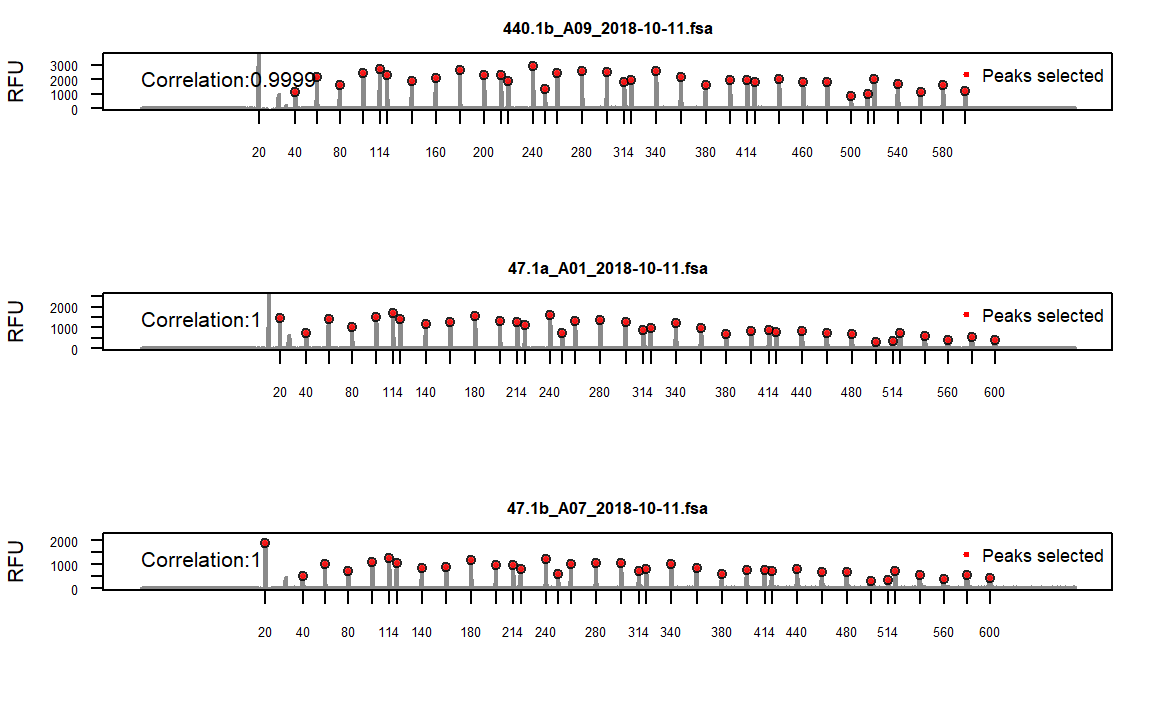 440.1b_A09_2018-10-11.fsa
RFU
3000
2000
1000
0
Correlation:0.9999
Peaks selected
20 40 80 114 160 200 240 280 314 340 380 414 460 500 540 580
47.1a_A01_2018-10-11.fsa
RFU
2000
1000
0
Correlation:1
Peaks selected
20 40 80 114 140 180 214 240 280 314 340 380 414 440 480 514 560 600
47.1b_A07_2018-10-11.fsa
RFU
2000
1000
0
Correlation:1
Peaks selected
20 40 80 114 140 180 214 240 280 314 340 380 414 440 480 514 560 600